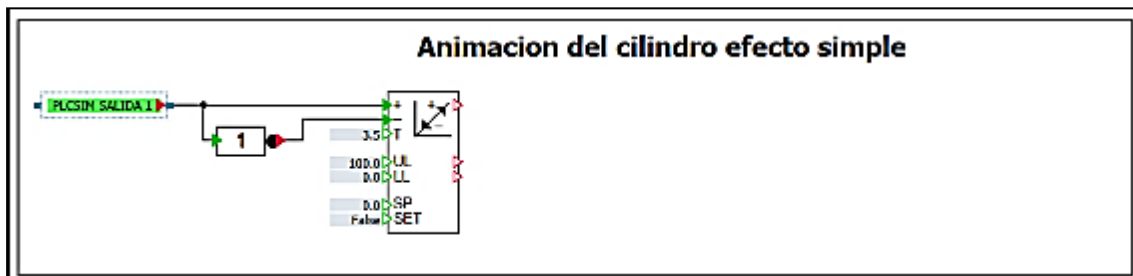 Animacion del cilindro efecto simple
PLCSIM SALIDA 1
+
+
-
-
1
3.5 T
100.0 UL
0.0 LL
0.0 SP
False SET